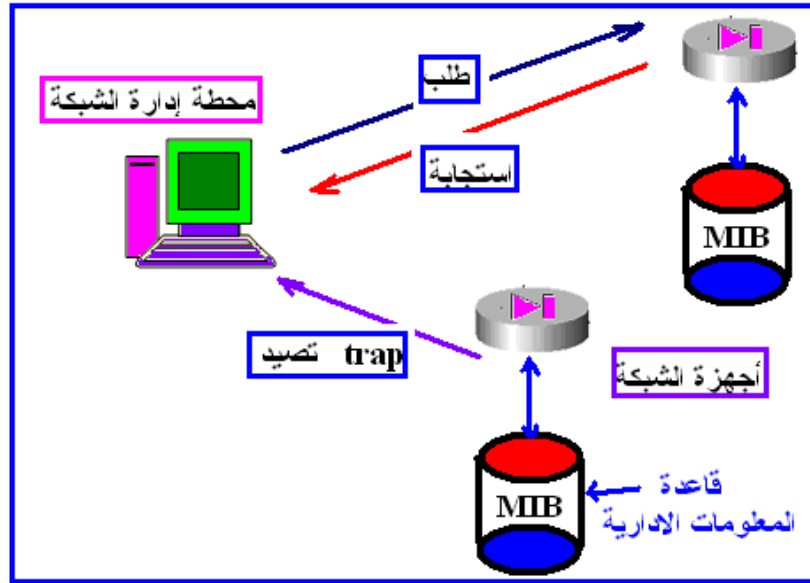 طلب
محطة إدارة الشبكة
استجابة
MIB
تصيد trap
أجهزة الشبكة
MIB
قاعدة
المعلومات الادارية